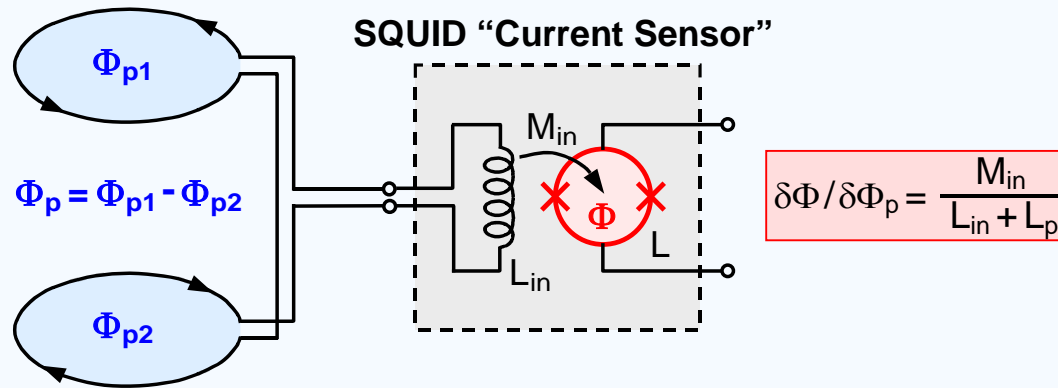 SQUID “Current Sensor”
Φp1
Φp = Φp1 - Φp2
Φp2
Min
Lin
Φ
L
δΦ/δΦp = Min / Lin + Lp